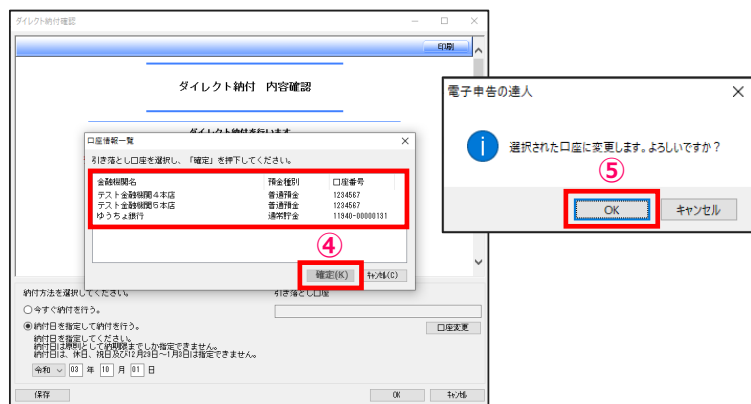 ダイレクト納付確認
印刷
ダイレクト納付 内容確認
ダイレクト納付を行います
口座情報一覧
引き落とし口座を選択し、「確定」を押下してください。
金融機関名 預金種別 口座番号
テスト金融機関4本店 普通預金 1234567
テスト金融機関5本店 普通預金 1234567
ゆうちょ銀行 通常貯金 11940-00000131
④
確定(K) ｷｬﾝｾﾙ(C)
納付方法を選択してください。
引き落とし口座
今すぐ納付を行う。
納付日を指定して納付を行う。
口座変更
納付日を指定してください。
納付日は原則として納期限までしか指定できません。
納付日は、休日、祝日及び12月29日～1月3日は指定できません。
令和 03 年 10 月 01 日
保存 OK ｷｬﾝｾﾙ
電子申告の達人
選択された口座に変更します。よろしいですか？
⑤
OK キャンセル